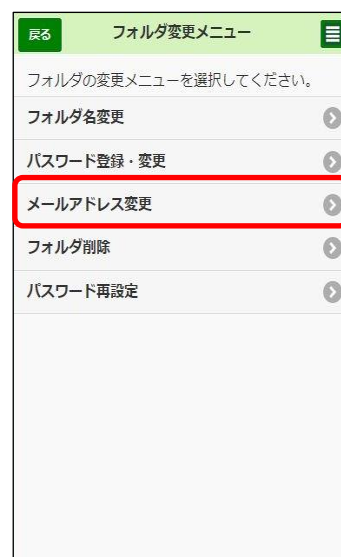 戻る フォルダ変更メニュー
フォルダの変更メニューを選択してください。
フォルダ名変更
パスワード登録・変更
メールアドレス変更
フォルダ削除
パスワード再設定